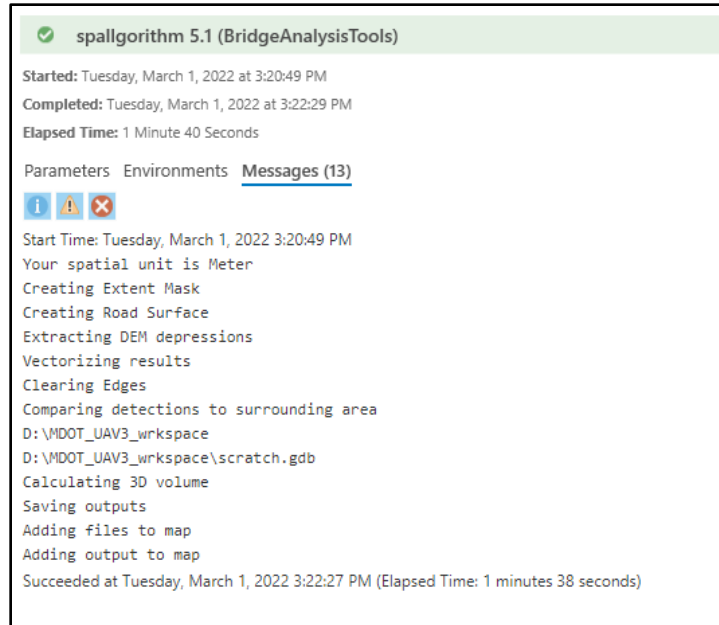 spallgorithm 5.1 (BridgeAnalysisTools)
Started: Tuesday, March 1, 2022 at 3:20:49 PM
Completed: Tuesday, March 1, 2022 at 3:22:29 PM
Elapsed Time: 1 Minute 40 Seconds
Parameters Environments Messages (13)
Start Time: Tuesday, March 1, 2022 3:20:49 PM
Your spatial unit is Meter
Creating Extent Mask
Creating Road Surface
Extracting DEM depressions
Vectorizing results
Clearing Edges
Comparing detections to surrounding area
D:\MDOT_UAV3_wrkspace
D:\MDOT_UAV3_wrkspace\scratch.gdb
Calculating 3D volume
Saving outputs
Adding files to map
Adding output to map
Succeeded at Tuesday, March 1, 2022 3:22:27 PM (Elapsed Time: 1 minutes 38 seconds)